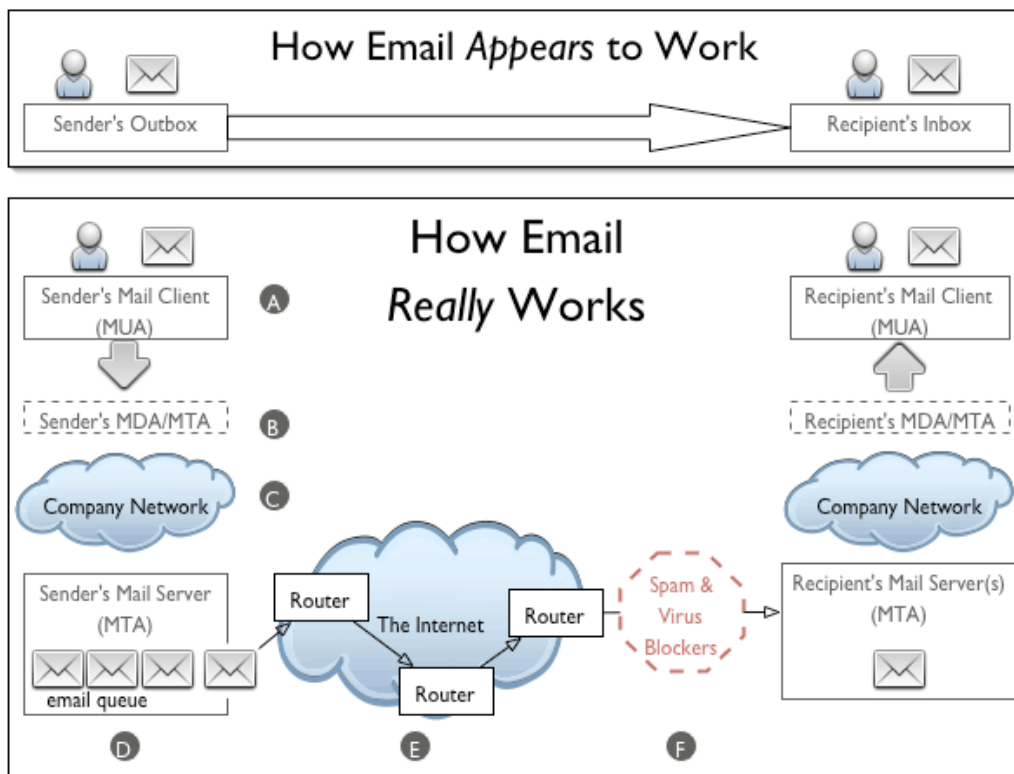 How Email Appears to Work
Sender's Outbox
Recipient's Inbox
How Email
Really Works
Sender's Mail Client
(MUA)
A
Recipient's Mail Client
(MUA)
Sender's MDA/MTA
B
Recipient's MDA/MTA
Company Network
C
Company Network
Sender's Mail Server
(MTA)
email queue
Router
The Internet
Router
Router
Spam &
Virus
Blockers
Recipient's Mail Server(s)
(MTA)
D
E
F